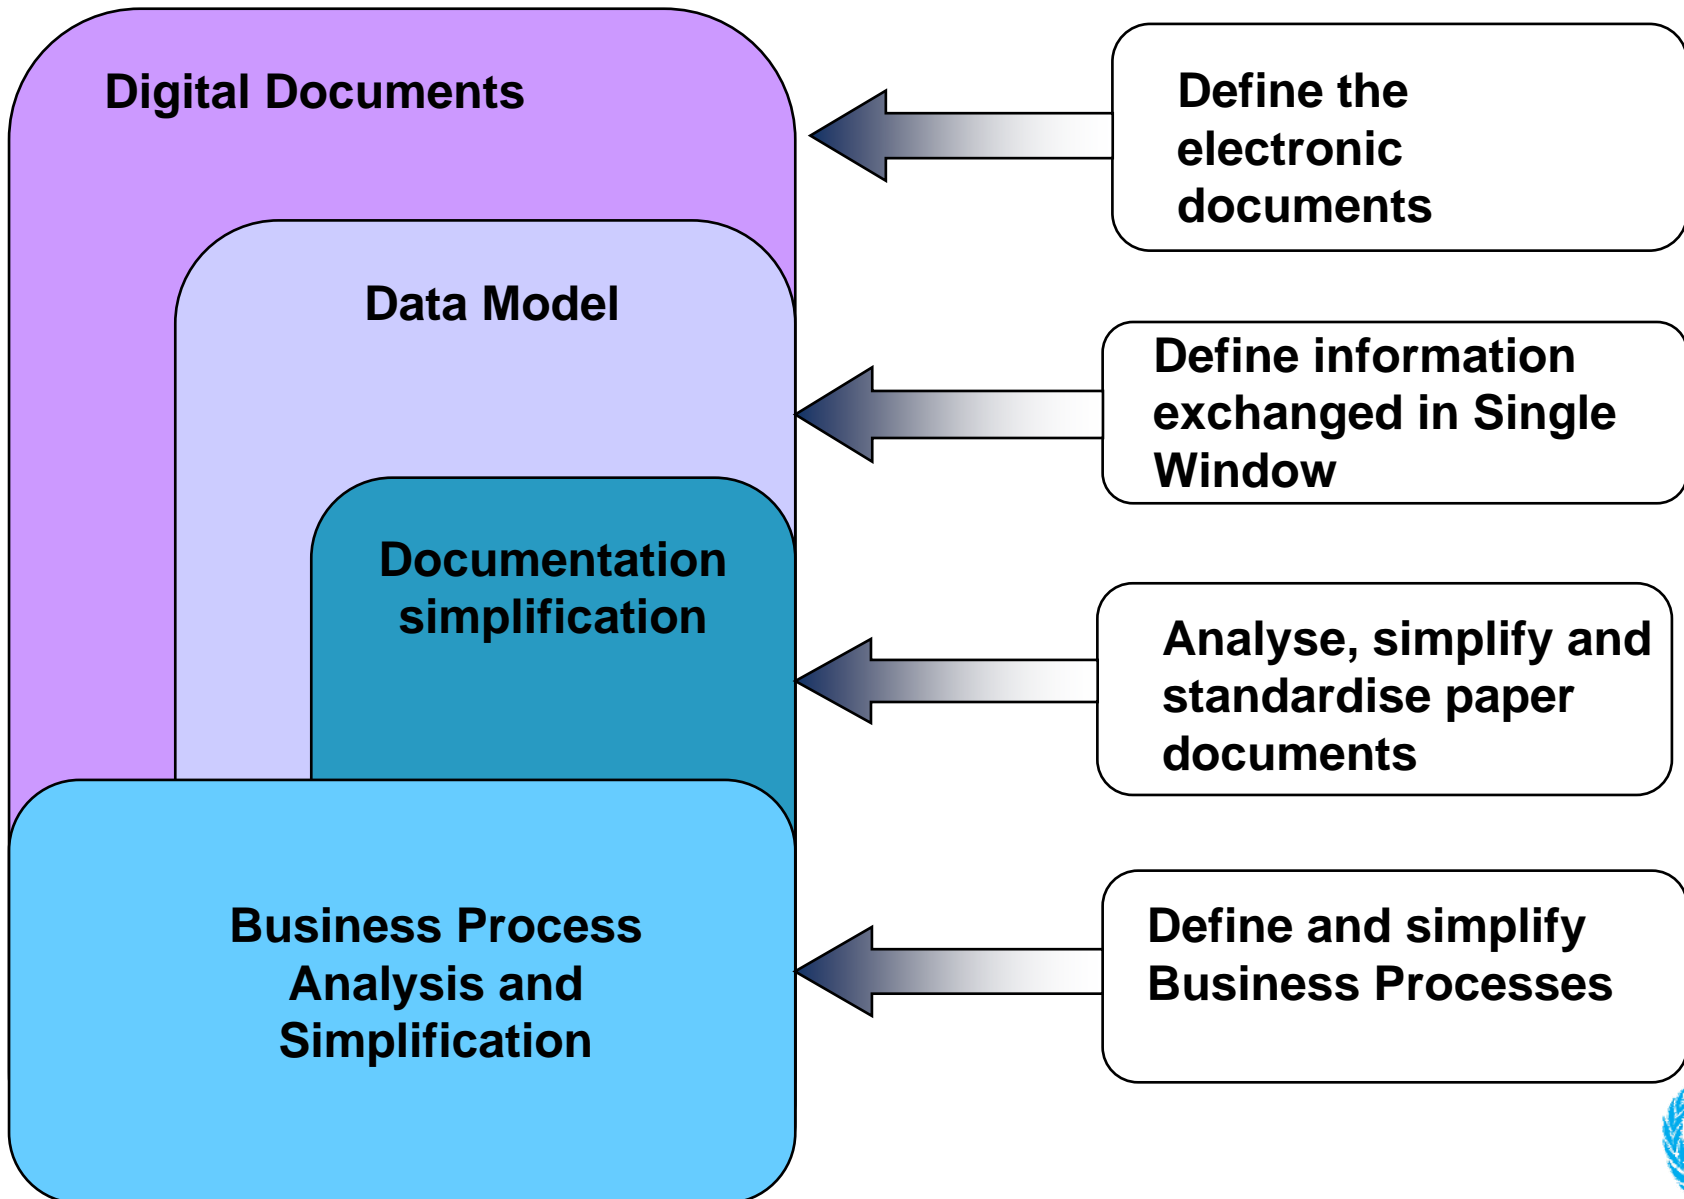 Digital Documents
Define the
electronic
documents
Data Model
Define information
exchanged in Single
Window
Documentation
simplification
Analyse, simplify and
standardise paper
documents
Business Process
Analysis and
Simplification
Define and simplify
Business Processes